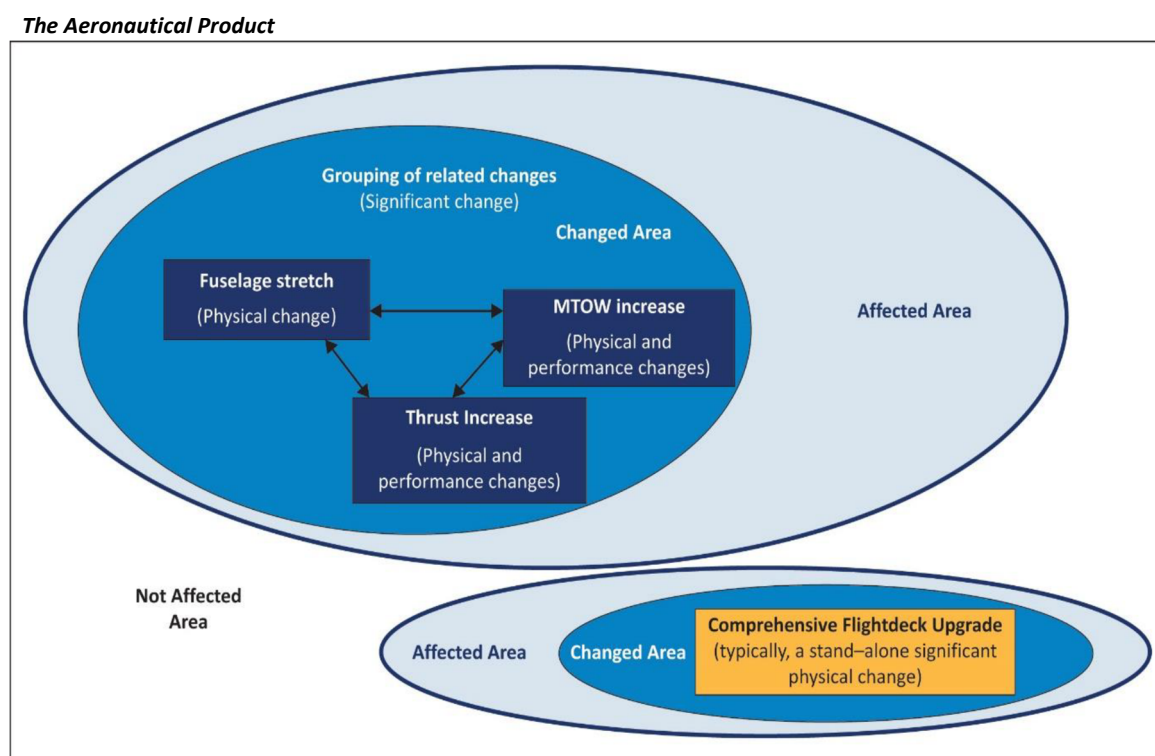 The Aeronautical Product
Grouping of related changes
(Significant change)
Changed Area
Fuselage stretch
(Physical change)
MTOW increase
(Physical and
performance changes)
Affected Area
Thrust Increase
(Physical and
performance changes)
Not Affected
Area
Affected Area
Changed Area
Comprehensive Flightdeck Upgrade
(typically, a stand–alone significant
physical change)